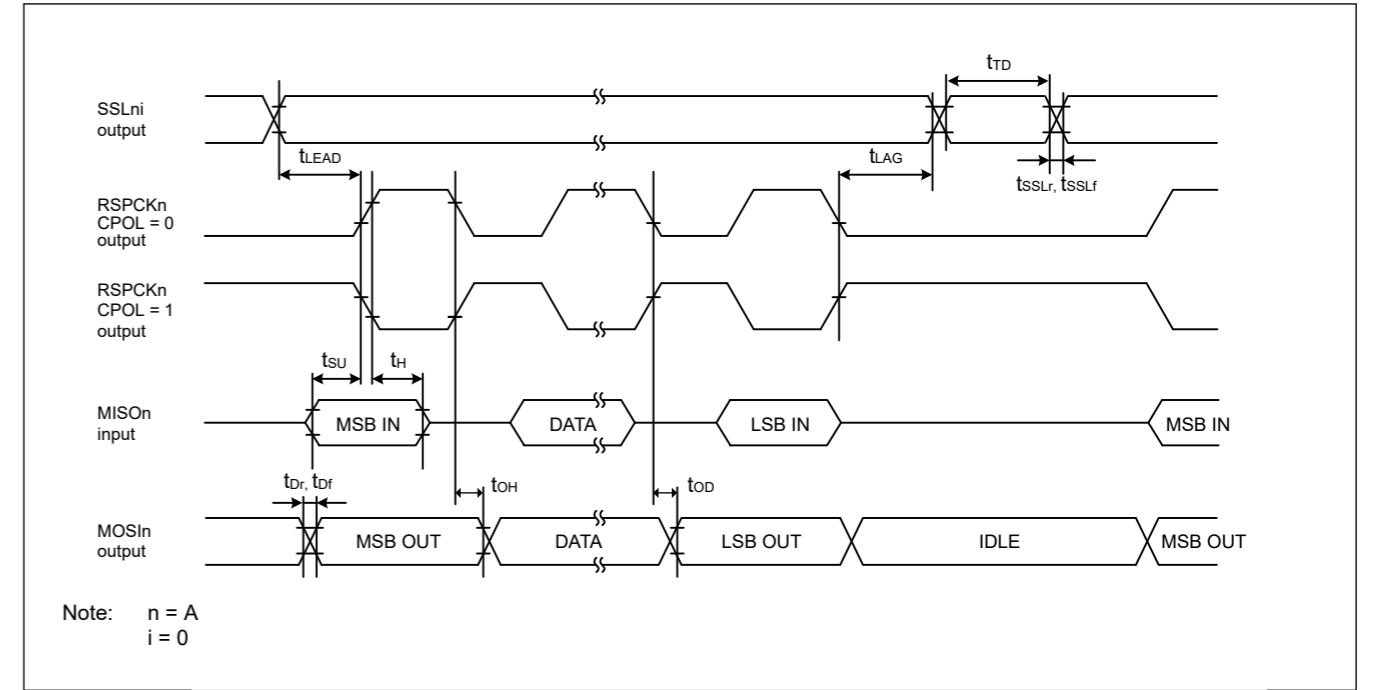 tTD
SSLni
output
tLEAD
tLAG
tSSLr, tSSLf
RSPCKn
CPOL = 0
output
RSPCKn
CPOL = 1
output
tSU
tH
MISOn
input
MSB IN
DATA
LSB IN
MSB IN
tDr, tDf
tOH
tOD
MOSIn
output
MSB OUT
DATA
LSB OUT
IDLE
MSB OUT
Note: n = A
i = 0